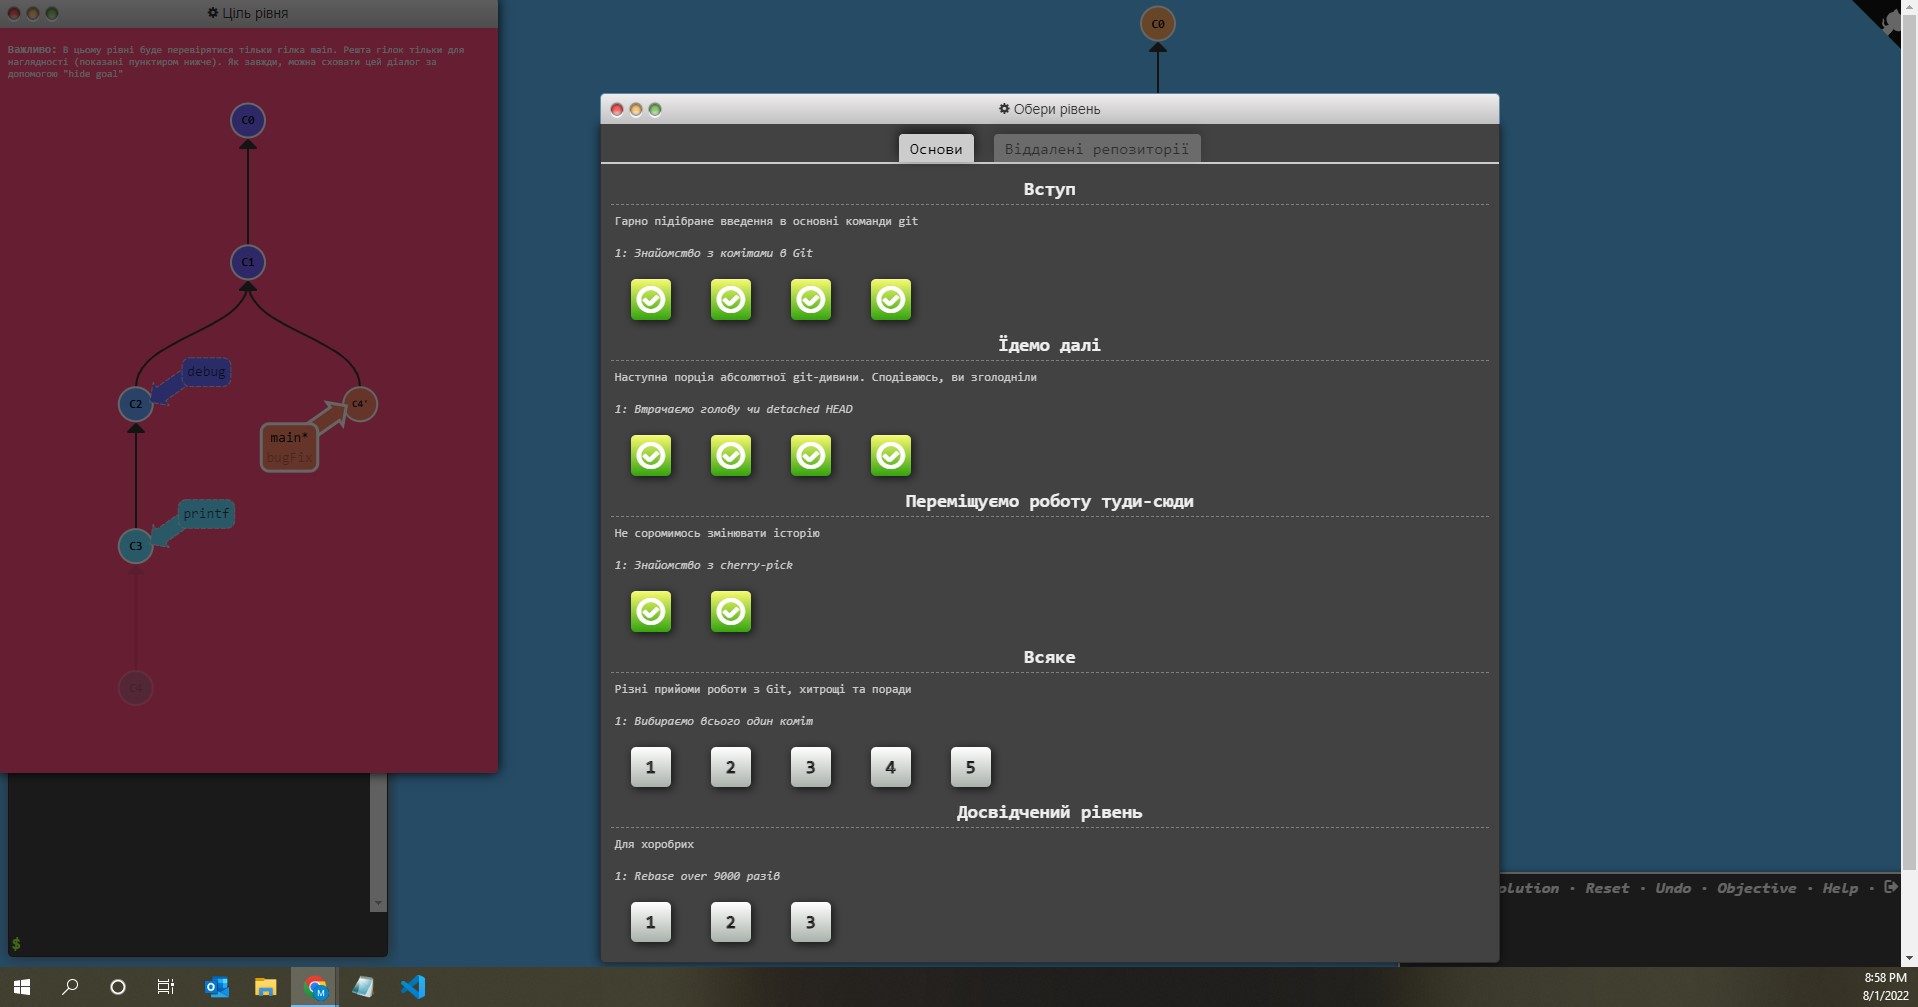 Ціль рівня
Важливо: В цьому рівні буде перевірятися тільки гілка main. Решта гілок тільки для
наглядності (показані пунктиром нижче). Як завжди, можна сховати цей діалог за
допомогою "hide goal"
C0
C1
debug
C2
C4'
main*
bugFix
printf
C3
C4
$
C0
Обери рівень
Основи
Віддалені репозиторії
Вступ
Гарно підібране введення в основні команди git
1: Знайомство з комітами в Git
Їдемо далі
Наступна порція абсолютної git-дивини. Сподіваюсь, ви зголодніли
1: Втрачаємо голову чи detached HEAD
Переміщуємо роботу туди-сюди
Не соромимось змінювати історію
1: Знайомство з cherry-pick
Всяке
Різні прийоми роботи з Git, хитрощі та поради
1: Вибираємо всього один коміт
1 2 3 4 5
Досвідчений рівень
Для хоробрих
1: Rebase over 9000 разів
1 2 3
olution · Reset · Undo · Objective · Help ·
8:58 PM
8/1/2022